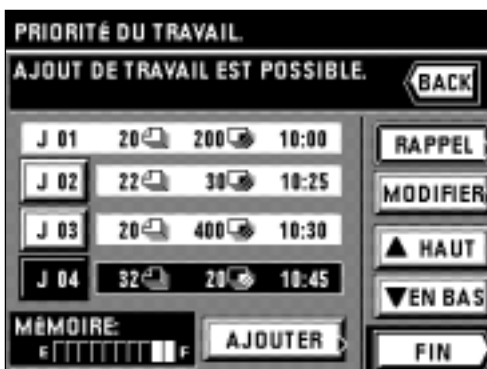 PRIORITÉ DU TRAVAIL.
AJOUT DE TRAVAIL EST POSSIBLE.
BACK
J 01 20 200 10:00
RAPPEL
J 02 22 30 10:25
MODIFIER
J 03 20 400 10:30
▲ HAUT
J 04 32 20 10:45
▼EN BAS
MÈMOIRE:
E F
AJOUTER
FIN